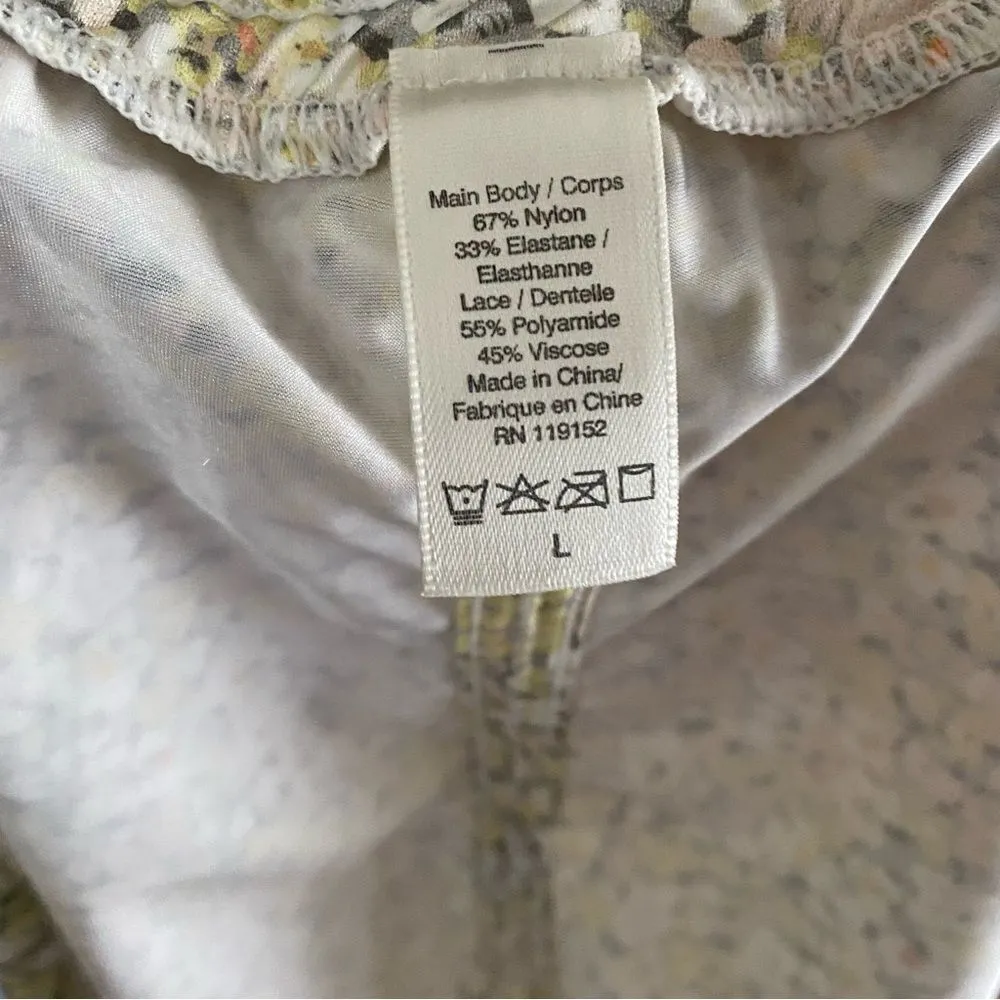 Main Body / Corps
67% Nylon
33% Elastane /
Elasthanne
Lace / Dentelle
55% Polyamide
45% Viscose
Made in China/
Fabrique en Chine
RN 119152
L